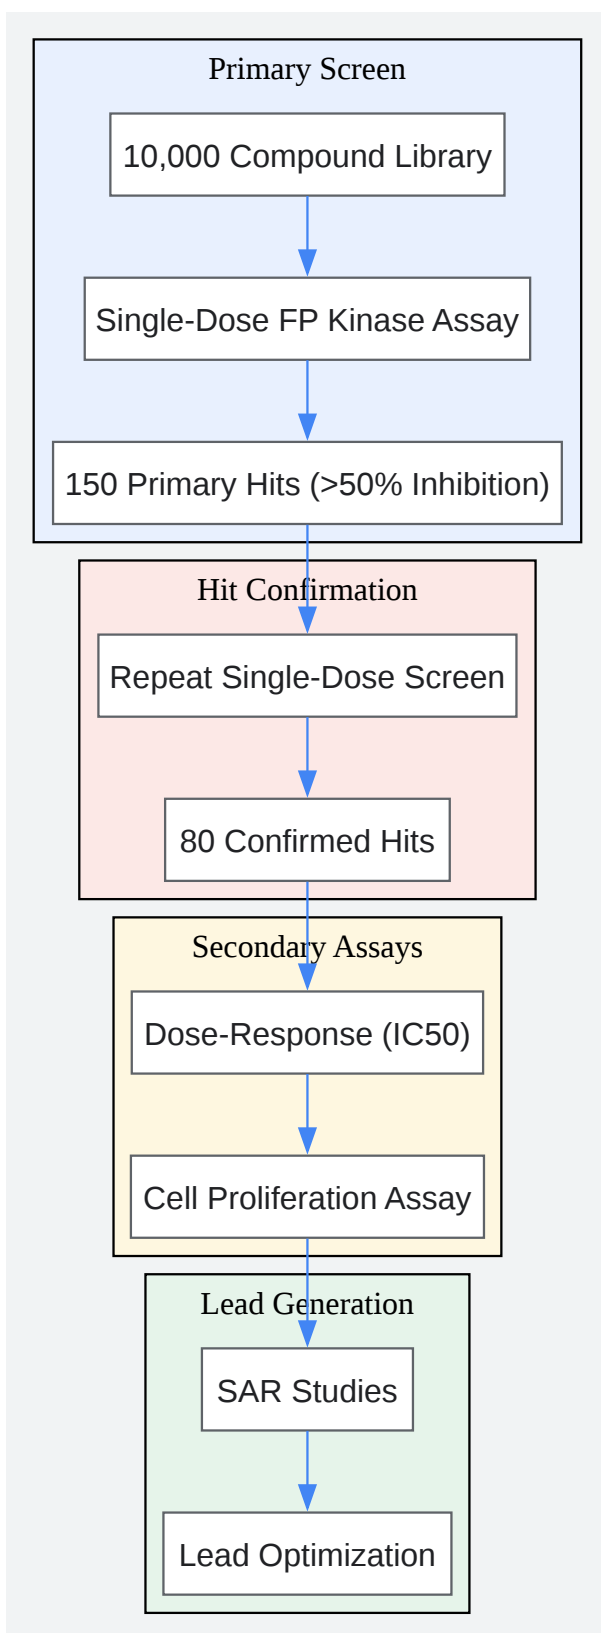 Primary Screen
10,000 Compound Library
Single-Dose FP Kinase Assay
150 Primary Hits (>50% Inhibition)
Hit Confirmation
Repeat Single-Dose Screen
80 Confirmed Hits
Secondary Assays
Dose-Response (IC50)
Cell Proliferation Assay
Lead Generation
SAR Studies
Lead Optimization